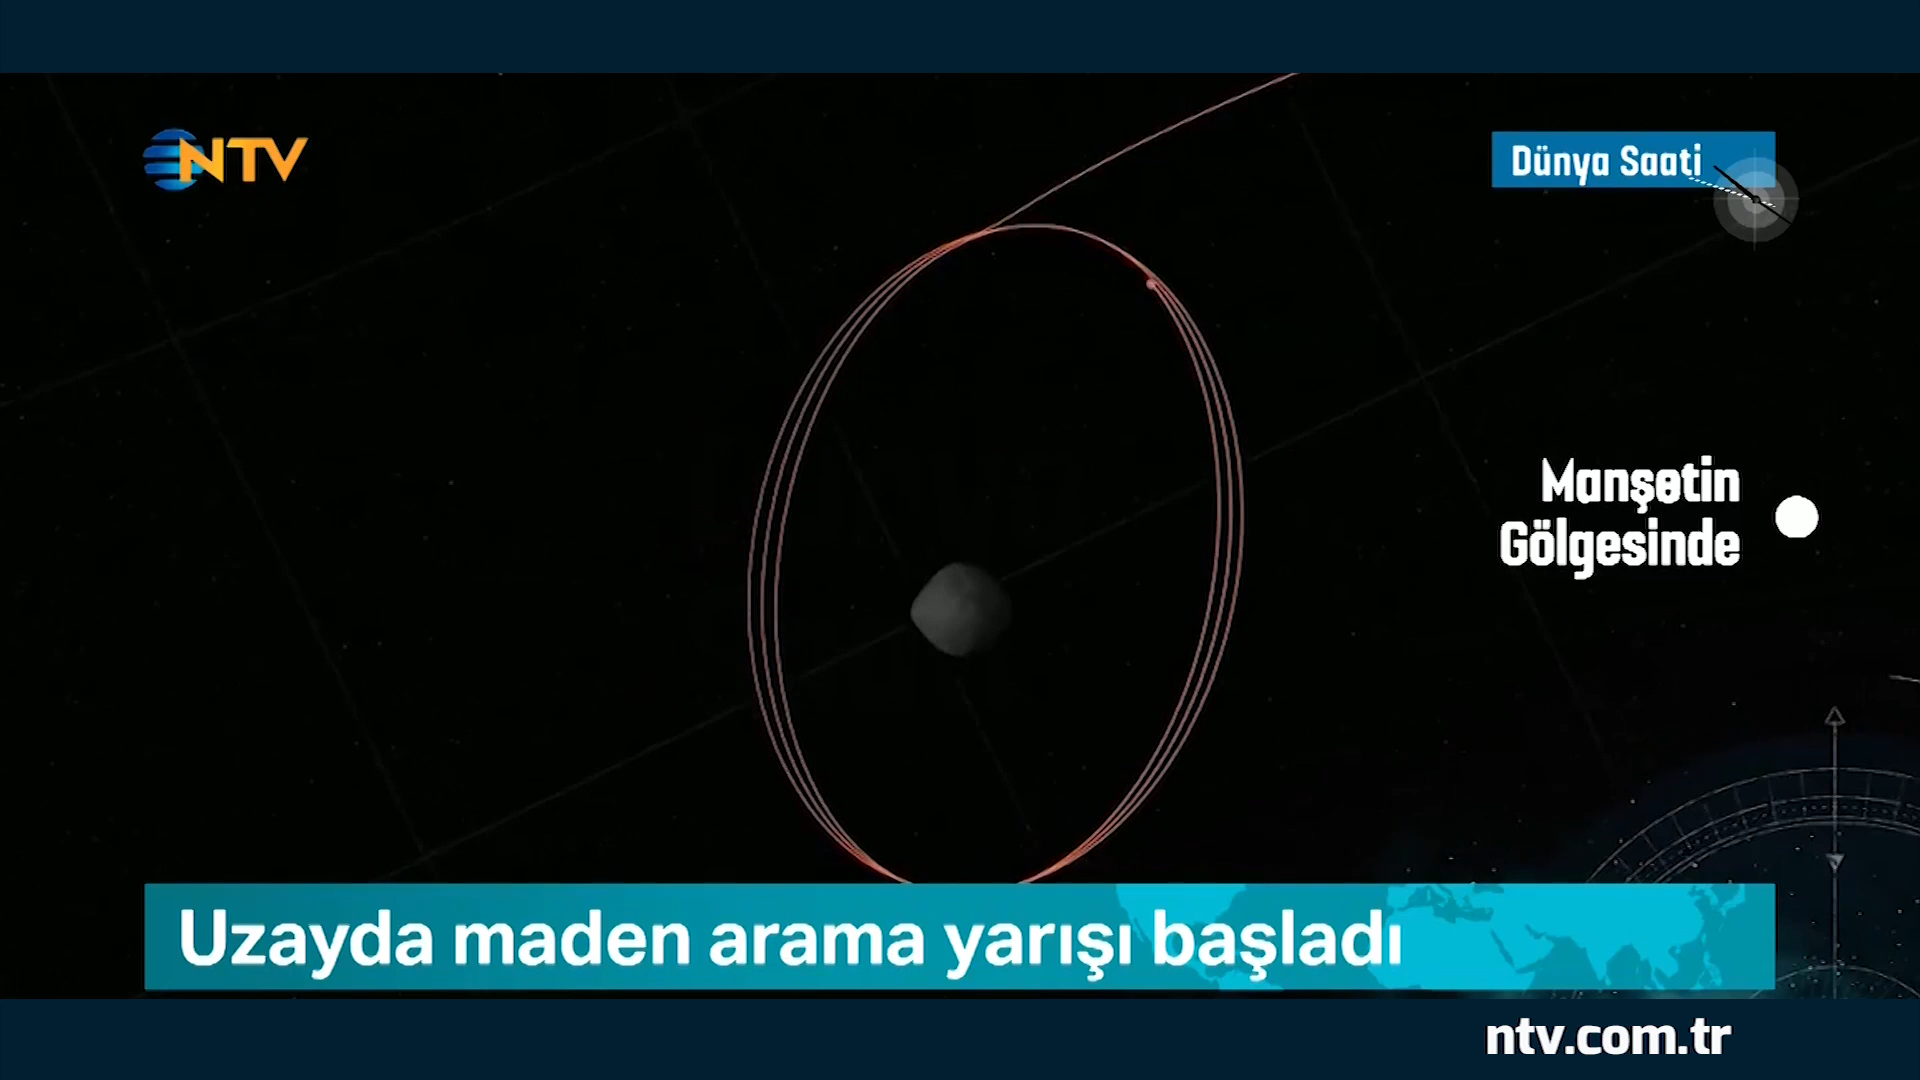 NTV
Dünya Saati
Manşetin
Gölgesinde
Uzayda maden arama yarışı başladı
ntv.com.tr